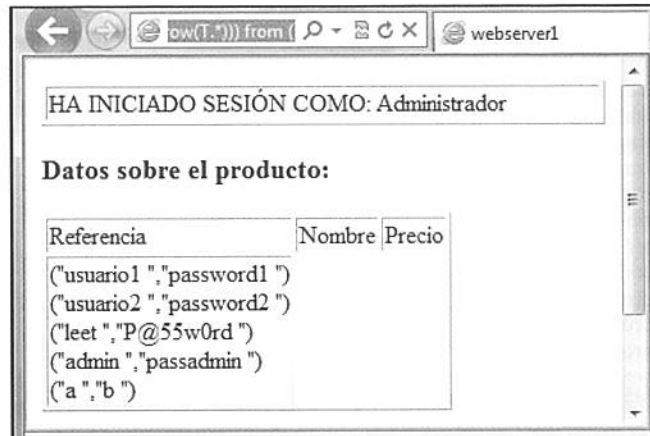 ow(T.*))) from (
webserver1
HA INICIADO SESIÓN COMO: Administrador
Datos sobre el producto:
Referencia Nombre Precio
("usuario1 ","password1 ")
("usuario2 ","password2 ")
("leet ","P@55w0rd ")
("admin ","passadmin ")
("a ","b ")